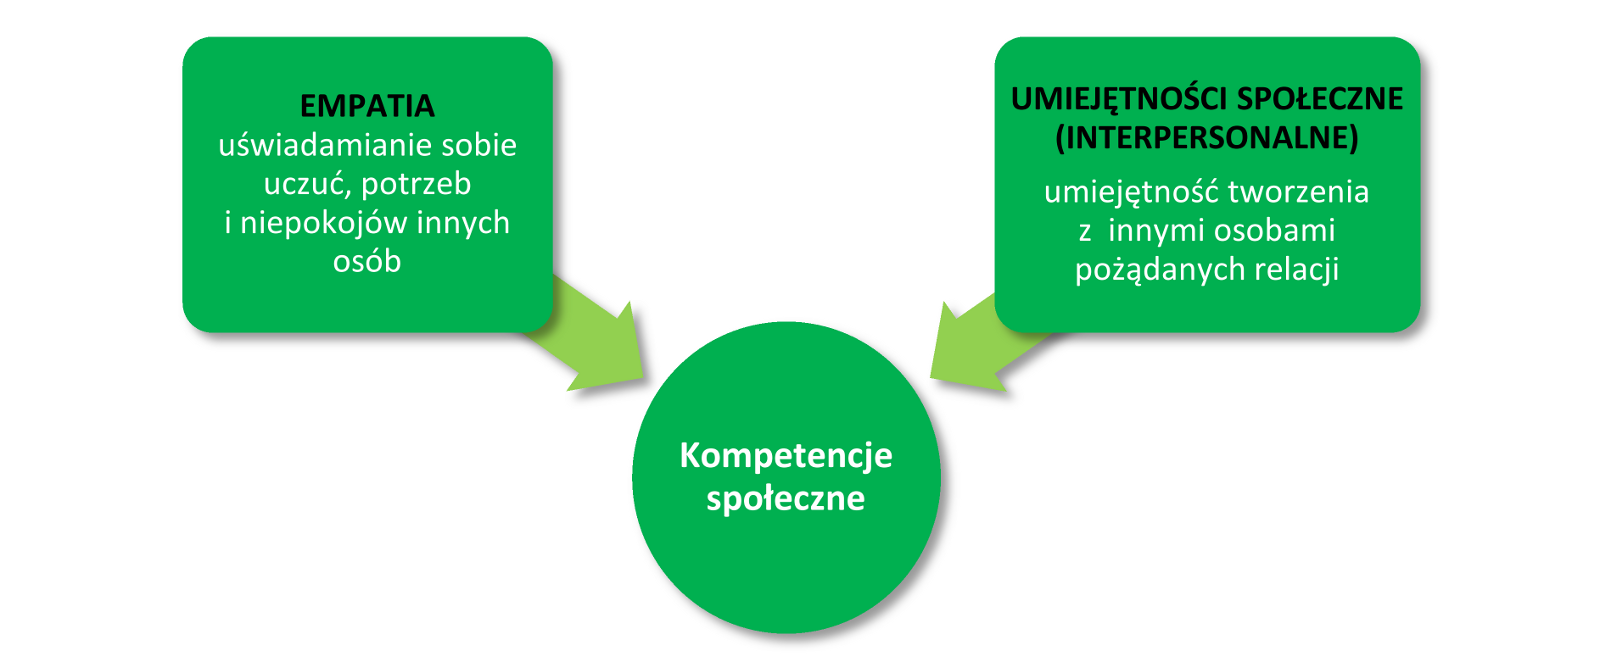 EMPATIA
uświadamianie sobie
uczuć, potrzeb
i niepokojów innych
osób
UMIEJĘTNOŚCI SPOŁECZNE
(INTERPERSONALNE)
umiejętność tworzenia
z  innymi osobami
pożądanych relacji
Kompetencje
społeczne